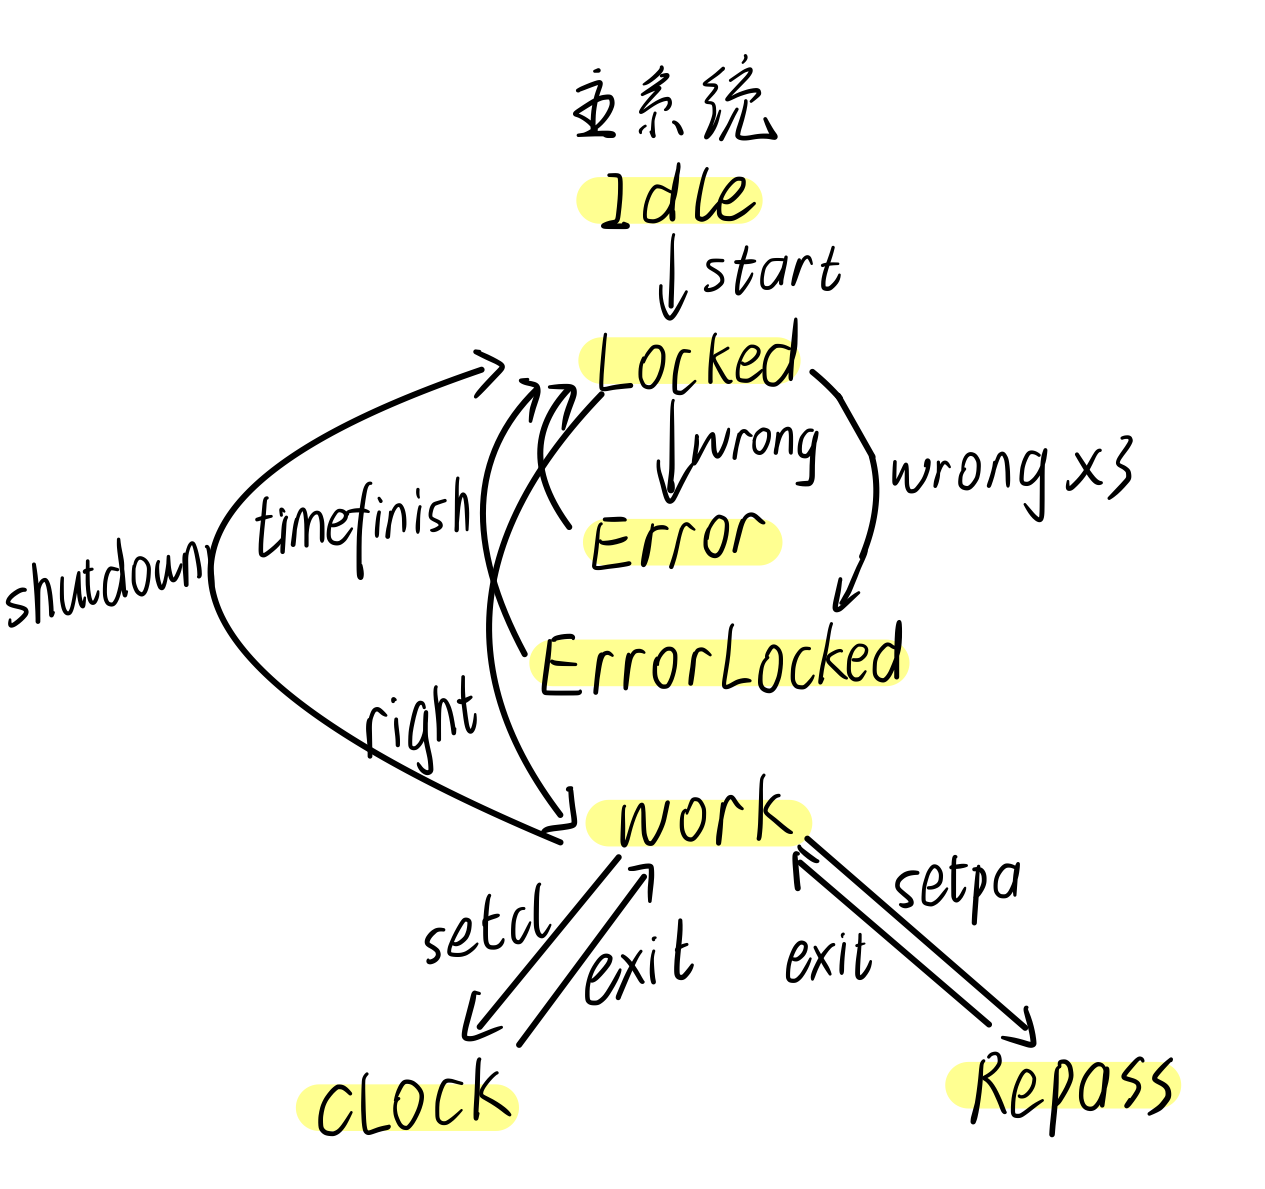 主系统
Idle
start
Locked
wrong
wrong x3
timefinish
Error
shutdown
ErrorLocked
right
work
setcl
exit
exit
setpa
CLOCK
Repass